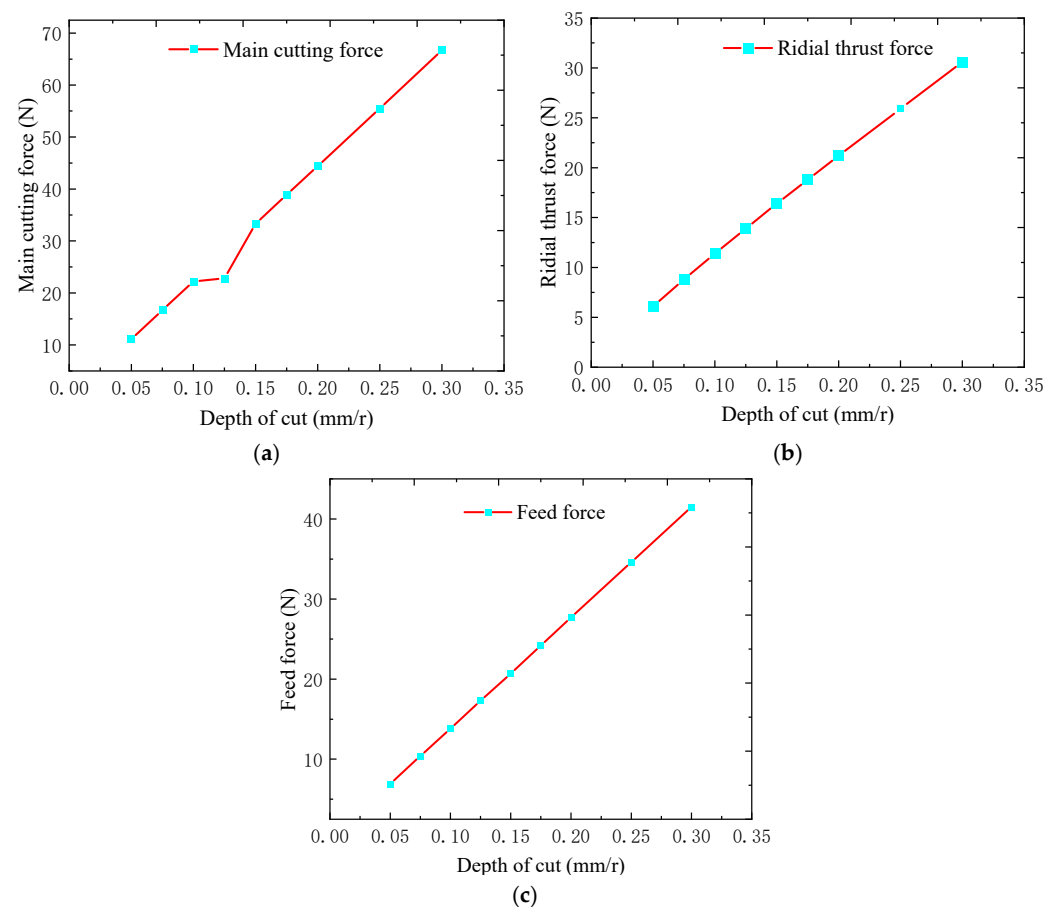 Main cutting force
70
60
50
40
30
20
10
Main cutting force (N)
0.00 0.05 0.10 0.15 0.20 0.25 0.30 0.35
Depth of cut (mm/r)
(a)
Ridial thrust force
35
30
25
20
15
10
5
0
Ridial thrust force (N)
0.00 0.05 0.10 0.15 0.20 0.25 0.30 0.35
Depth of cut (mm/r)
(b)
Feed force
40
30
20
10
Feed force (N)
0.00 0.05 0.10 0.15 0.20 0.25 0.30 0.35
Depth of cut (mm/r)
(c)